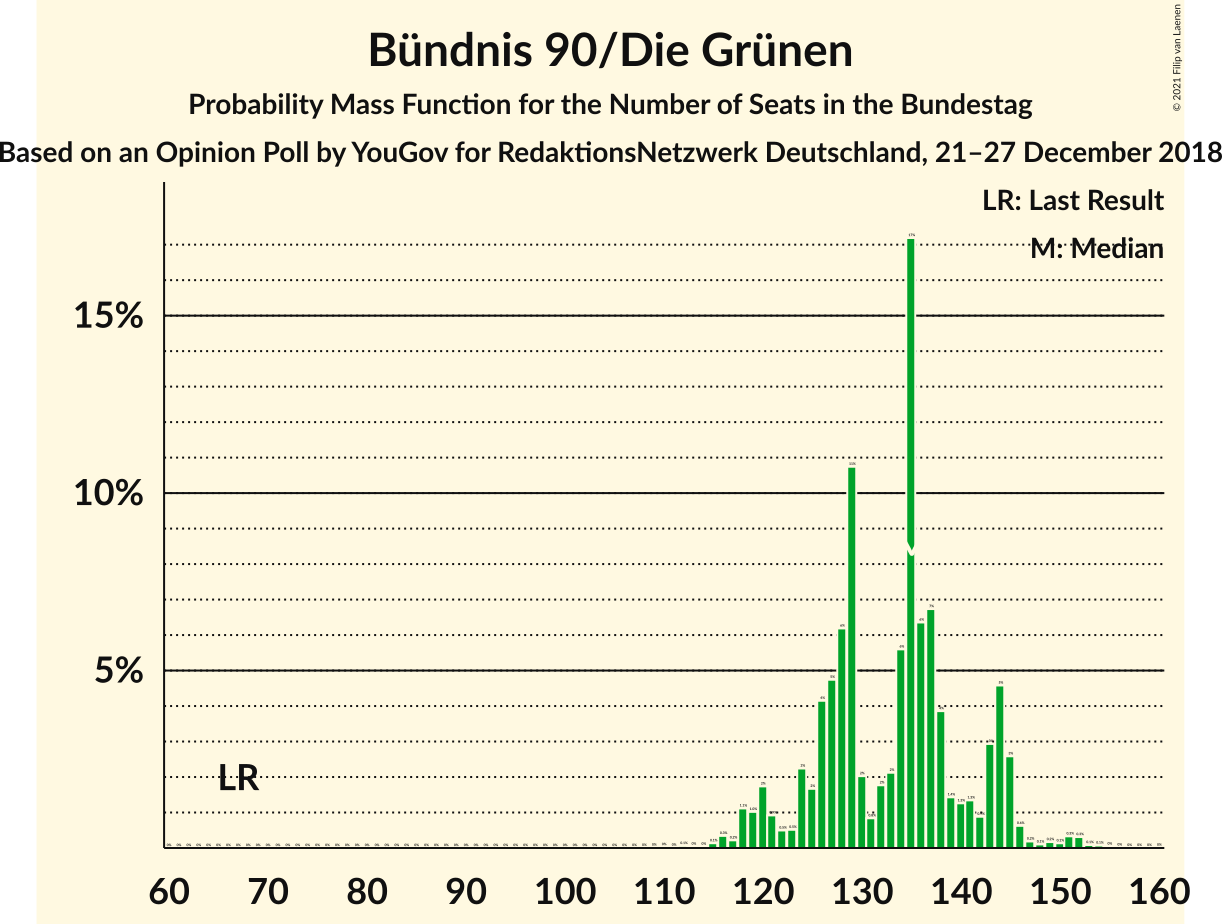 Bündnis 90/Die Grünen
Probability Mass Function for the Number of Seats in the Bundestag
Based on an Opinion Poll by YouGov for RedaktionsNetzwerk Deutschland, 21–27 December 2018
© 2021 Filip van Laenen
LR: Last Result
M: Median
15%
10%
5%
LR
60 70 80 90 100 110 120 130 140 150 160